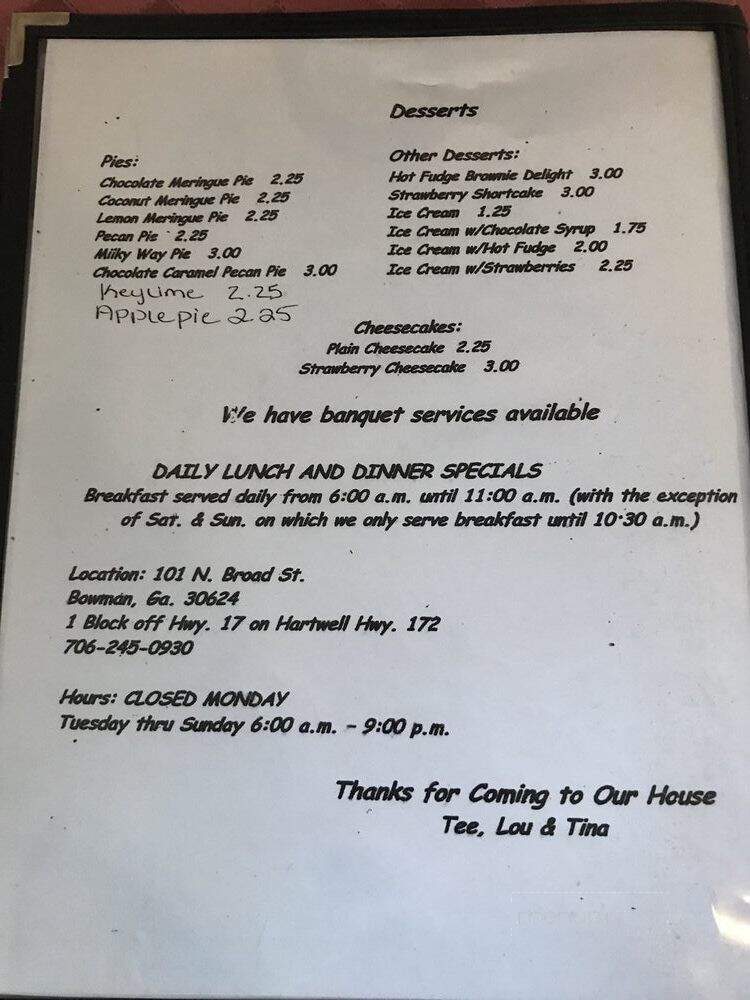 Desserts
Pies:
Chocolate Meringue Pie 2.25
Coconut Meringue Pie 2.25
Lemon Meringue Pie 2.25
Pecan Pie 2.25
Milky Way Pie 3.00
Chocolate Caramel Pecan Pie 3.00
Keylime 2.25
Apple pie 2.25
Other Desserts:
Hot Fudge Brownie Delight 3.00
Strawberry Shortcake 3.00
Ice Cream 1.25
Ice Cream w/Chocolate Syrup 1.75
Ice Cream w/Hot Fudge 2.00
Ice Cream w/Strawberries 2.25
Cheesecakes:
Plain Cheesecake 2.25
Strawberry Cheesecake 3.00
We have banquet services available
DAILY LUNCH AND DINNER SPECIALS
Breakfast served daily from 6:00 a.m. until 11:00 a.m. (with the exception
of Sat. & Sun. on which we only serve breakfast until 10:30 a.m.)
Location: 101 N. Broad St.
Bowman, Ga. 30624
1 Block off Hwy. 17 on Hartwell Hwy. 172
706-245-0930
Hours: CLOSED MONDAY
Tuesday thru Sunday 6:00 a.m. - 9:00 p.m.
Thanks for Coming to Our House
Tee, Lou & Tina